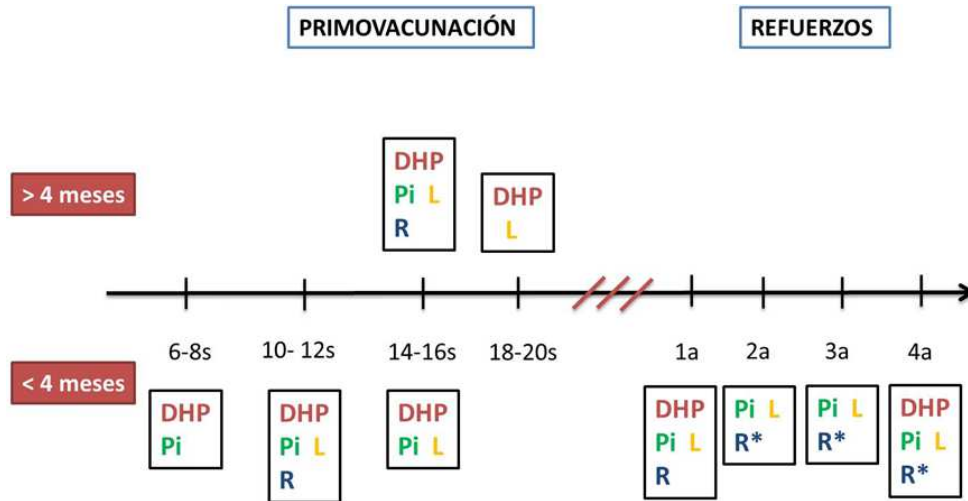 PRIMOVACUNACIÓN
REFUERZOS
> 4 meses
DHP
Pi L
R
DHP
L
6-8s
10- 12s
14-16s
18-20s
1a
2a
3a
4a
< 4 meses
DHP
Pi
DHP
Pi L
R
DHP
Pi L
DHP
Pi L
R
Pi L
R*
Pi L
R*
DHP
Pi L
R*